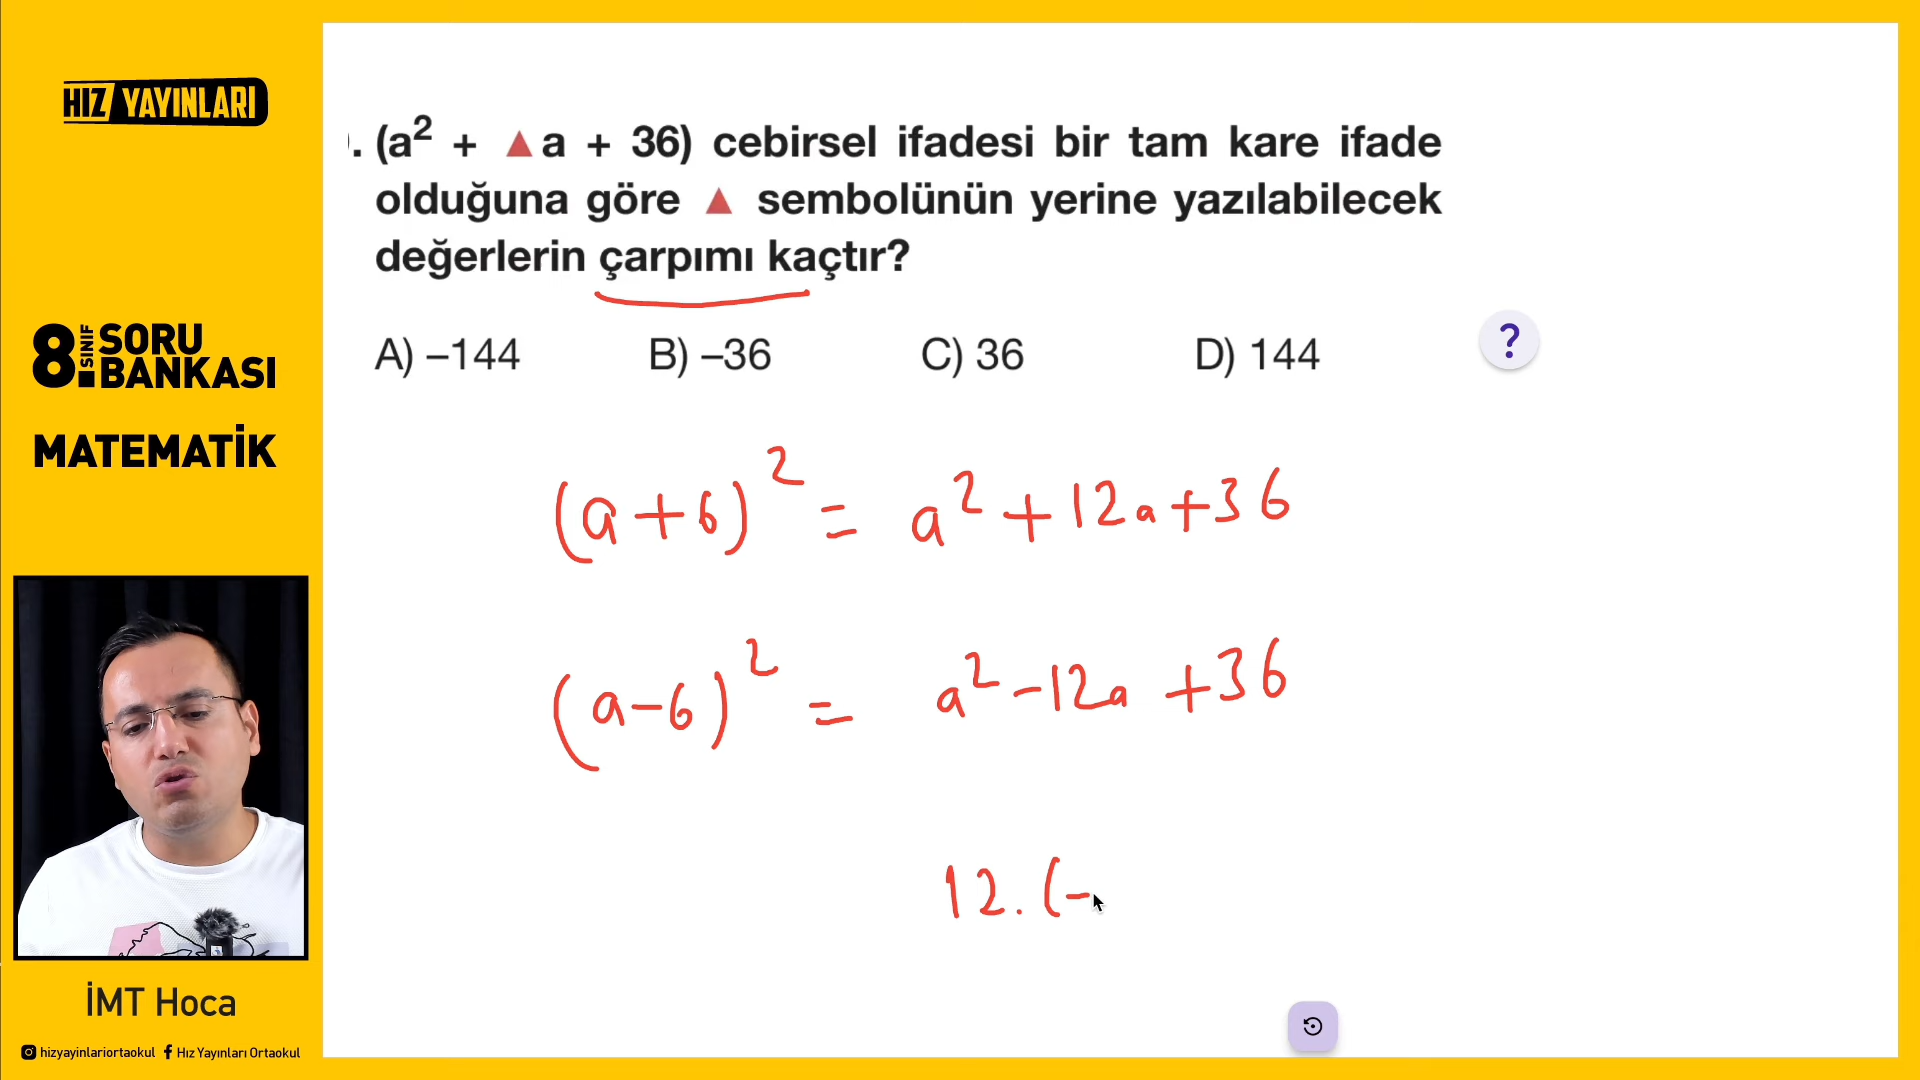 HIZ YAYINLARI
8. SINIF SORU BANKASI
MATEMATİK
İMT Hoca
hizyayinlariortaokul Hız Yayınları Ortaokul
. (a² + ▲a + 36) cebirsel ifadesi bir tam kare ifade
olduğuna göre ▲ sembolünün yerine yazılabilecek
değerlerin çarpımı kaçtır?
A) –144 B) –36 C) 36 D) 144
?
(a+6)² = a²+12a+36
(a-6)² = a²-12a+36
12.(-